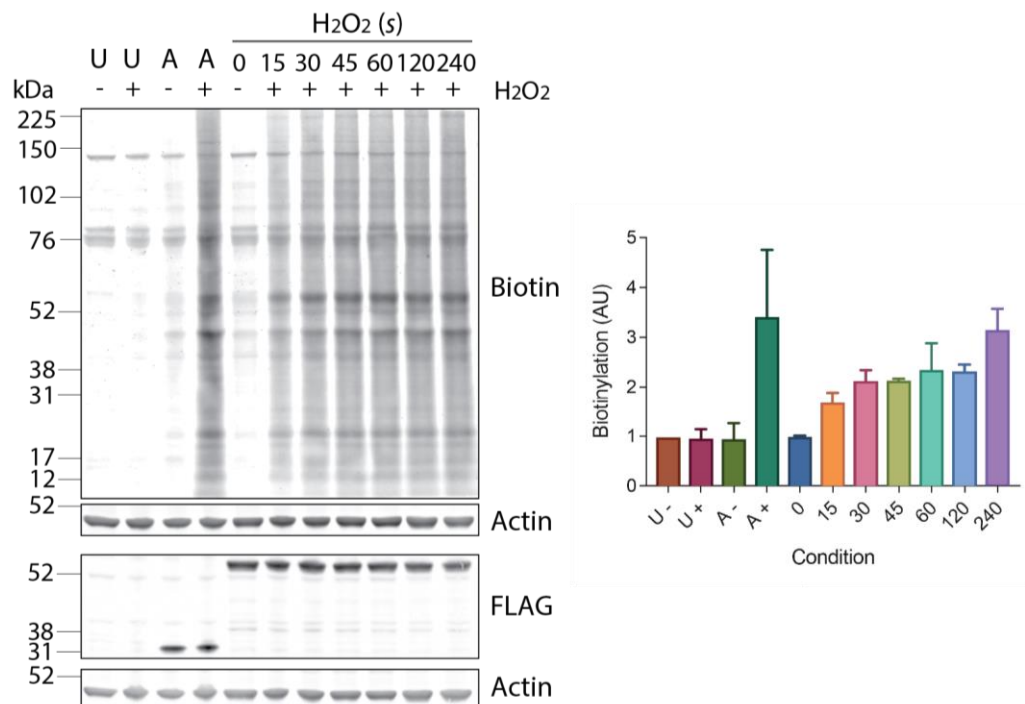 H2O2 (s)
U U A A 0 15 30 45 60 120 240
kDa - + - + - + + + + + + H2O2
225
150
102
76
52
38
31
17
12
Biotin
52
Actin
52
38
31
FLAG
52
Actin
5
4
3
2
1
0
Biotinylation (AU)
U - U + A - A + 0 15 30 45 60 120 240
Condition